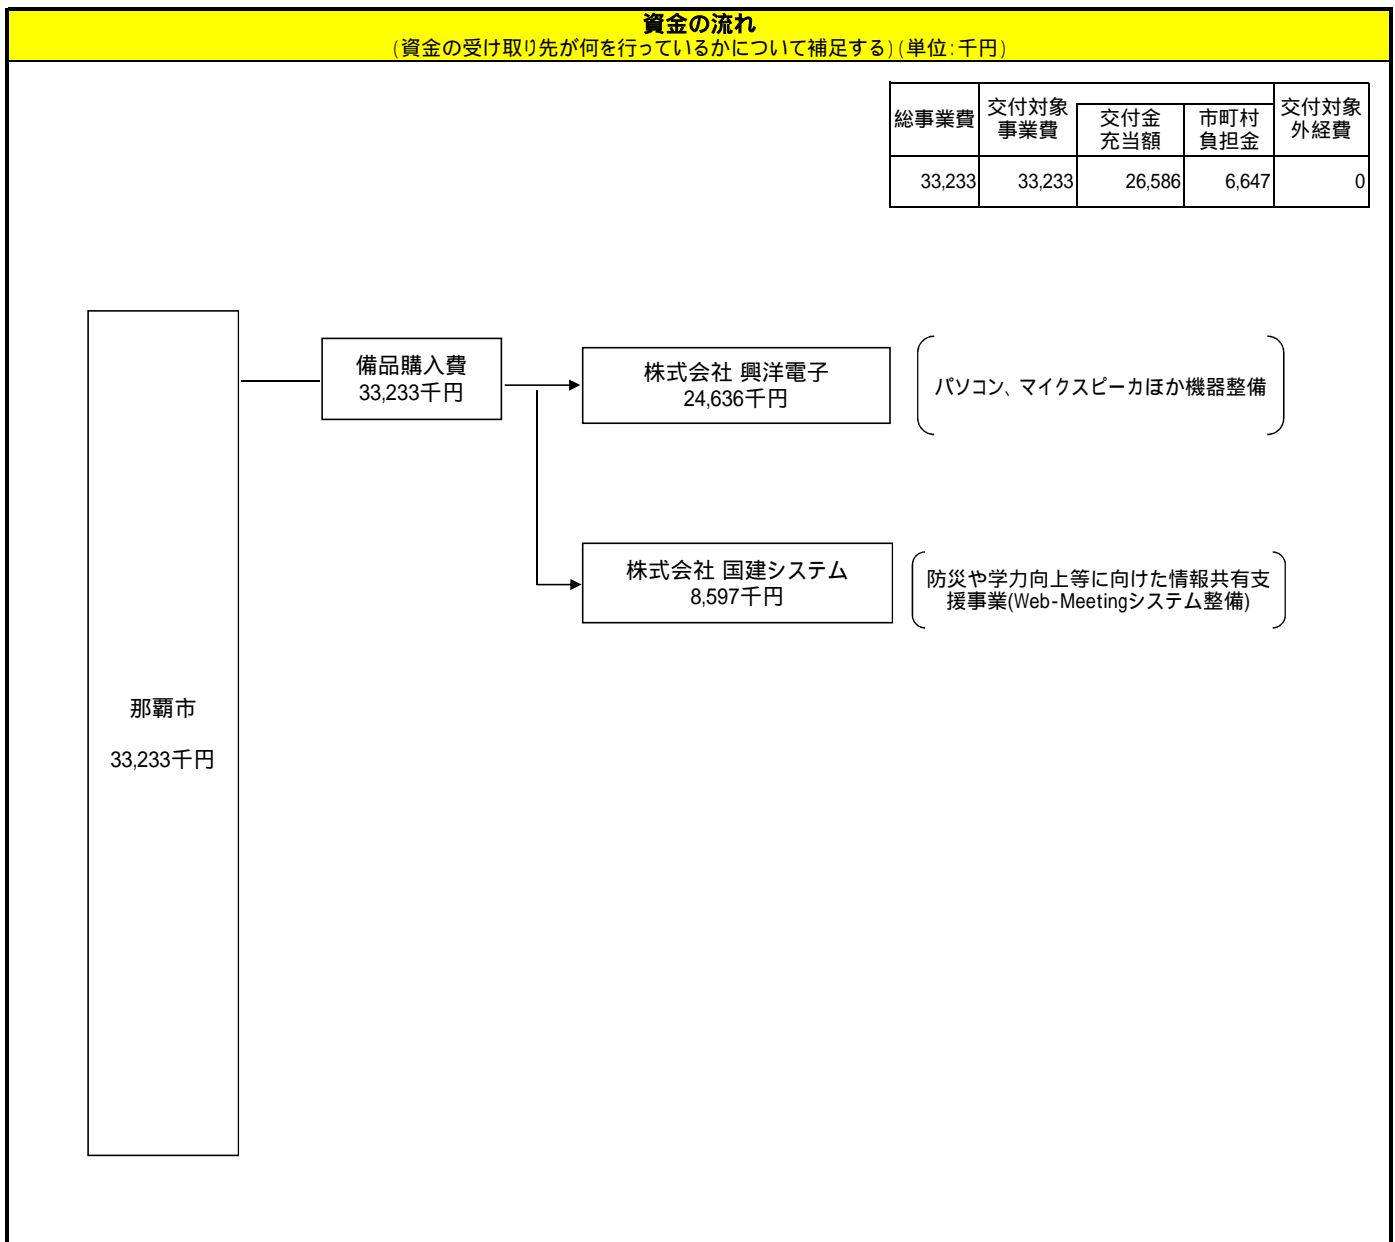 資金の流れ
(資金の受け取り先が何を行っているかについて補足する)(単位:千円)
総事業費
交付対象
事業費
交付金
充当額
市町村
負担金
交付対象
外経費
33,233 33,233 26,586 6,647 0
備品購入費
33,233千円
株式会社 興洋電子
24,636千円
パソコン、マイクスピーカほか機器整備
株式会社 国建システム
8,597千円
防災や学力向上等に向けた情報共有支
援事業(Web-Meetingシステム整備)
那覇市
33,233千円